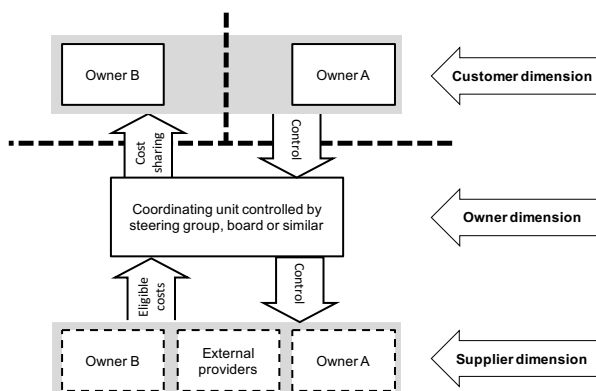 Owner B
Owner A
Customer dimension
Cost
sharing
Control
Coordinating unit controlled by
steering group, board or similar
Owner dimension
Eligible
costs
Control
Owner B
External
providers
Owner A
Supplier dimension